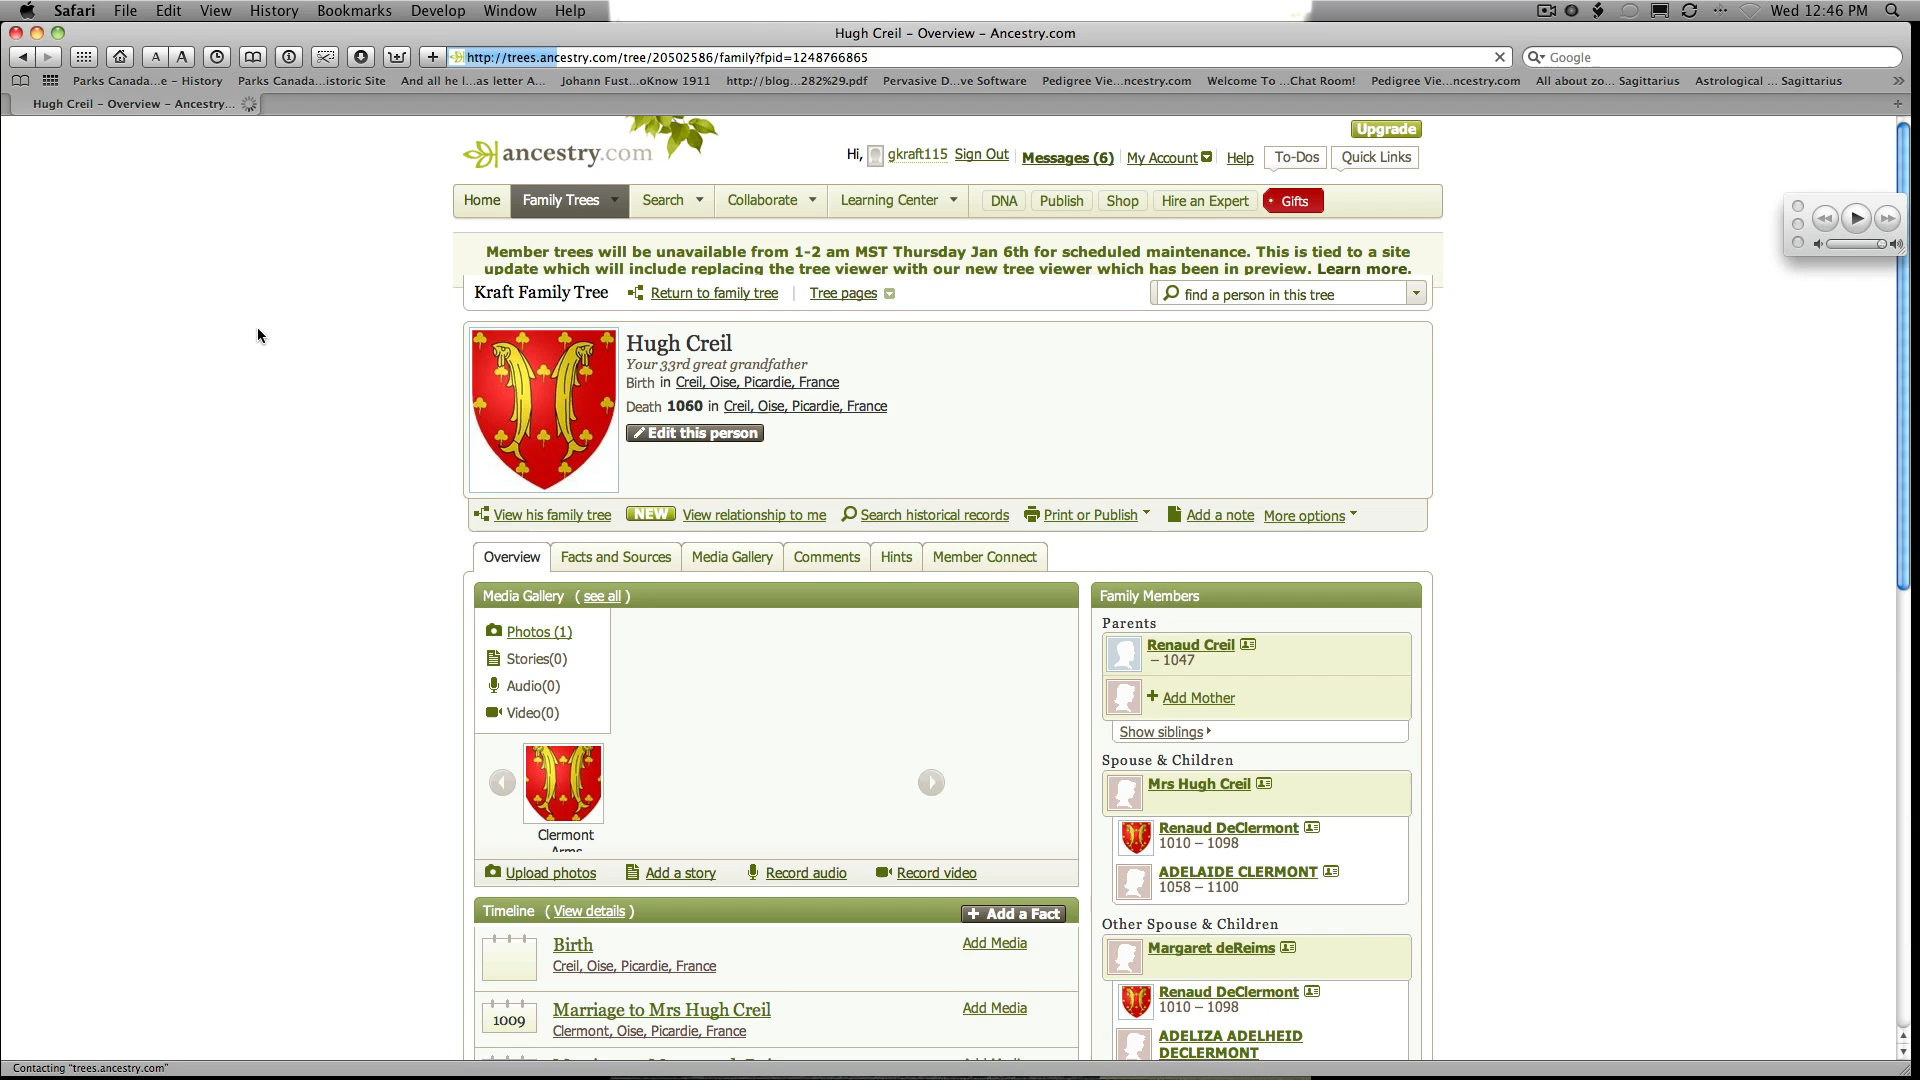 Safari File Edit View History Bookmarks Develop Window Help Wed 12:46 PM
Hugh Creil – Overview – Ancestry.com
A A http://trees.ancestry.com/tree/20502586/family?fpid=1248766865 Google
Parks Canada...e – History Parks Canada...istoric Site And all he l...as letter A... Johann Fust...oKnow 1911 http://blog...282%29.pdf Pervasive D...ve Software Pedigree Vie...ncestry.com Welcome To ...Chat Room! Pedigree Vie...ncestry.com All about zo... Sagittarius Astrological ... Sagittarius
Hugh Creil – Overview – Ancestry...
Upgrade
ancestry.com
Hi, gkraft115 Sign Out Messages (6) My Account Help To-Dos Quick Links
Home Family Trees Search Collaborate Learning Center DNA Publish Shop Hire an Expert Gifts
Member trees will be unavailable from 1-2 am MST Thursday Jan 6th for scheduled maintenance. This is tied to a site
update which will include replacing the tree viewer with our new tree viewer which has been in preview. Learn more.
Kraft Family Tree Return to family tree | Tree pages find a person in this tree
Hugh Creil
Your 33rd great grandfather
Birth in Creil, Oise, Picardie, France
Death 1060 in Creil, Oise, Picardie, France
Edit this person
View his family tree NEW View relationship to me Search historical records Print or Publish Add a note More options
Overview Facts and Sources Media Gallery Comments Hints Member Connect
Media Gallery ( see all )
Photos (1)
Stories(0)
Audio(0)
Video(0)
Clermont
Arms
Upload photos Add a story Record audio Record video
Timeline ( View details ) + Add a Fact
Birth Add Media
Creil, Oise, Picardie, France
1009 Marriage to Mrs Hugh Creil Add Media
Clermont, Oise, Picardie, France
Family Members
Parents
Renaud Creil
– 1047
+ Add Mother
Show siblings
Spouse & Children
Mrs Hugh Creil
Renaud DeClermont
1010 – 1098
ADELAIDE CLERMONT
1058 – 1100
Other Spouse & Children
Margaret deReims
Renaud DeClermont
1010 – 1098
ADELIZA ADELHEID
DECLERMONT
Contacting "trees.ancestry.com"